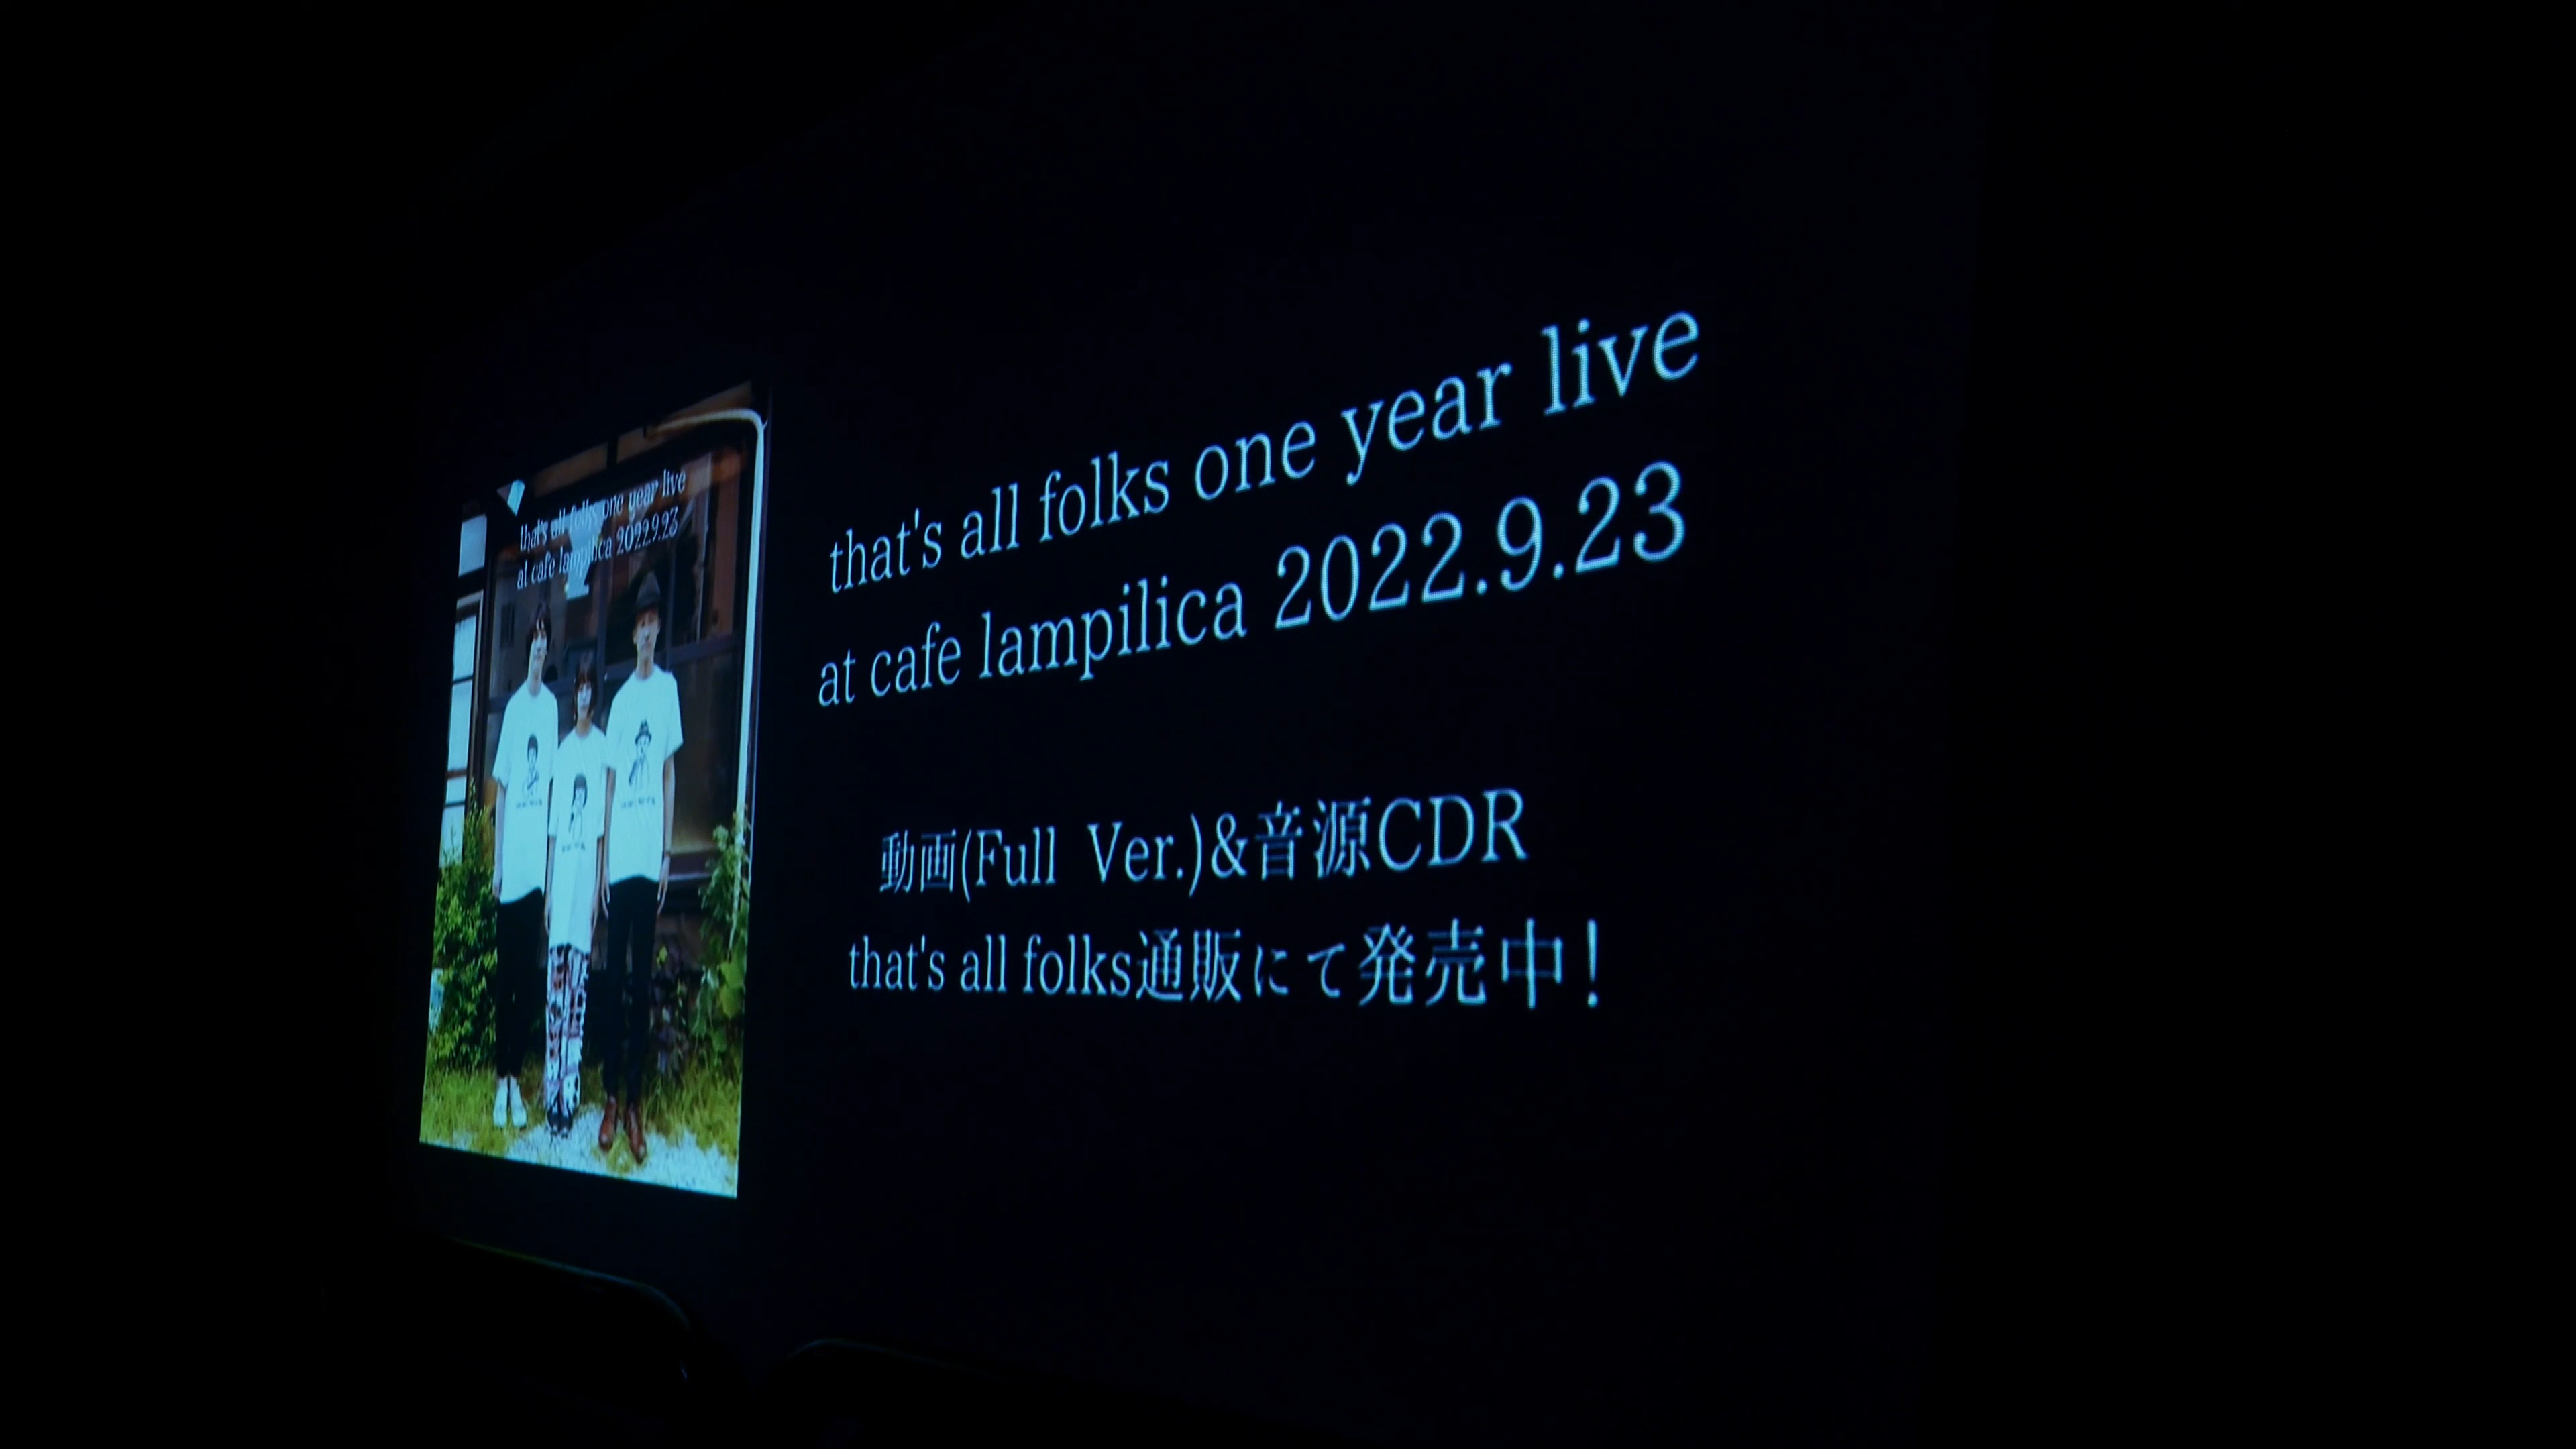 that's all folks one year live
at cafe lampilica 2022.9.23
that's all folks one year live
at cafe lampilica 2022.9.23
動画(Full Ver.)&音源CDR
that's all folks通販にて発売中！